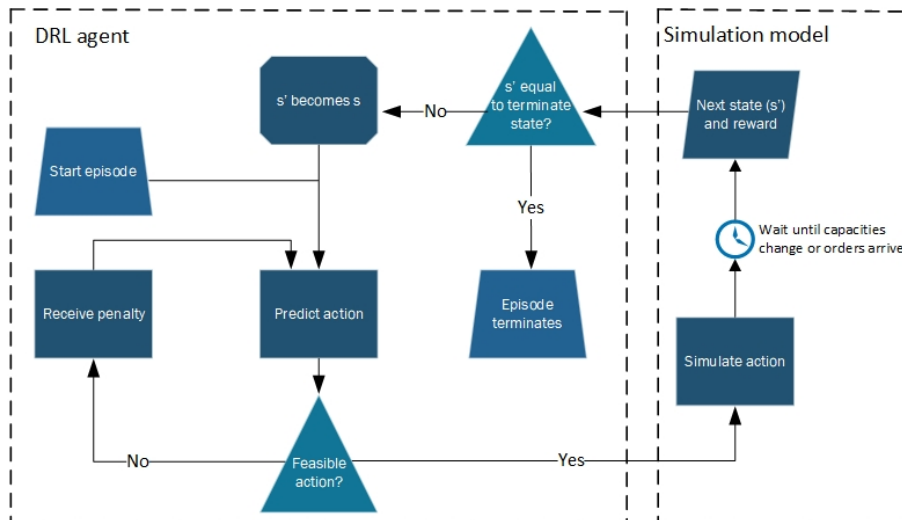 DRL agent
Simulation model
s' becomes s
No
s' equal
to terminate
state?
Next state (s')
and reward
Start episode
Yes
Wait until capacities
change or orders arrive
Receive penalty
Predict action
Episode
terminates
Simulate action
No
Feasible
action?
Yes